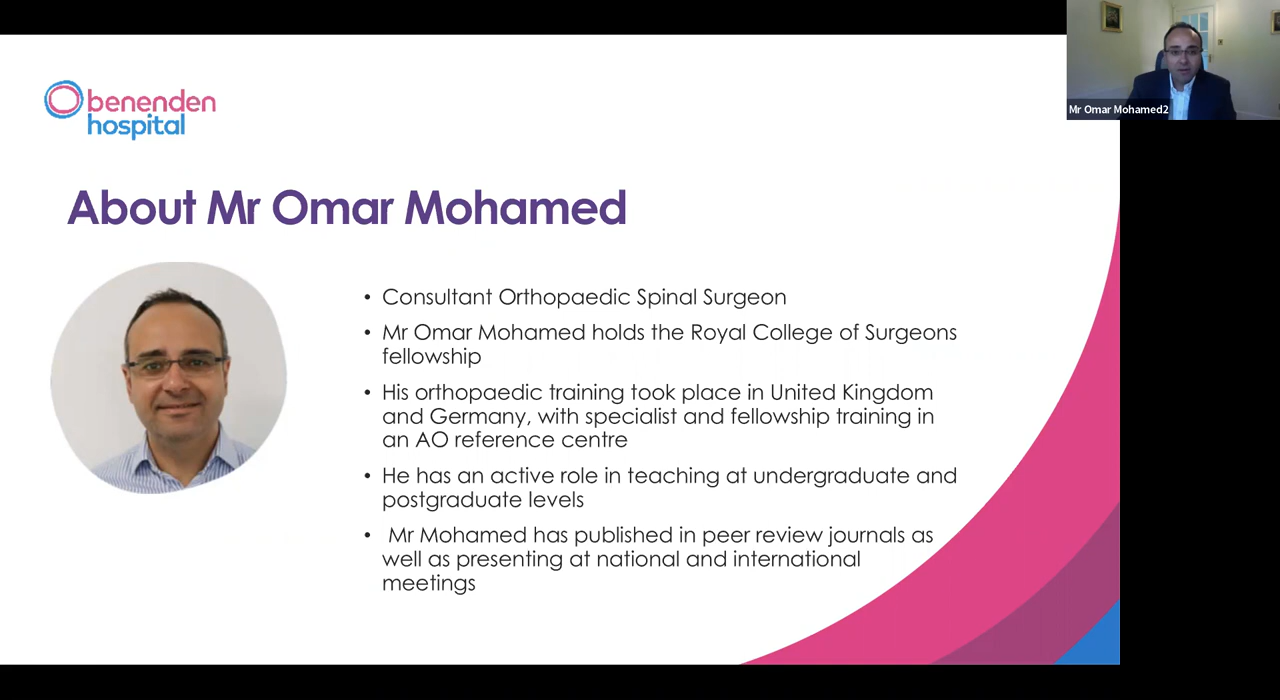 benenden
hospital
Mr Omar Mohamed2
About Mr Omar Mohamed
• Consultant Orthopaedic Spinal Surgeon
• Mr Omar Mohamed holds the Royal College of Surgeons
fellowship
• His orthopaedic training took place in United Kingdom
and Germany, with specialist and fellowship training in
an AO reference centre
• He has an active role in teaching at undergraduate and
postgraduate levels
• Mr Mohamed has published in peer review journals as
well as presenting at national and international
meetings